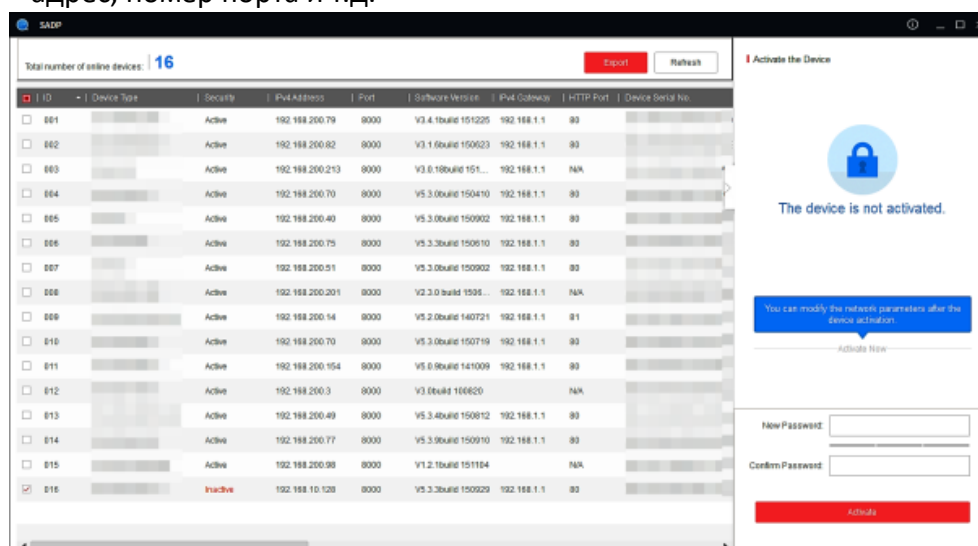 адрес, номер порта и т.д.
SADP
Total number of online devices: 16
Export
Refresh
ID | Device Type | Security | IPv4 Address | Port | Software Version | IPv4 Gateway | HTTP Port | Device Serial No.
001 Active 192.168.200.79 8000 V3.4.1build 151225 192.168.1.1 80
002 Active 192.168.200.82 8000 V3.1.6build 150623 192.168.1.1 80
003 Active 192.168.200.213 8000 V3.0.18build 151... 192.168.1.1 N/A
004 Active 192.168.200.70 8000 V5.3.0build 150410 192.168.1.1 80
005 Active 192.168.200.40 8000 V5.3.0build 150902 192.168.1.1 80
006 Active 192.168.200.75 8000 V5.3.3build 150610 192.168.1.1 80
007 Active 192.168.200.51 8000 V5.3.0build 150902 192.168.1.1 80
008 Active 192.168.200.201 8000 V2.3.0 build 1506... 192.168.1.1 N/A
009 Active 192.168.200.14 8000 V5.2.0build 140721 192.168.1.1 81
010 Active 192.168.200.70 8000 V5.3.0build 150719 192.168.1.1 80
011 Active 192.168.200.154 8000 V5.0.9build 141009 192.168.1.1 80
012 Active 192.168.200.3 8000 V3.0build 100820 N/A
013 Active 192.168.200.49 8000 V5.3.4build 150812 192.168.1.1 80
014 Active 192.168.200.77 8000 V5.3.9build 150910 192.168.1.1 80
015 Active 192.168.200.98 8000 V1.2.1build 151104 N/A
016 Inactive 192.168.10.128 8000 V5.3.3build 150929 192.168.1.1 80
Activate the Device
The device is not activated.
You can modify the network parameters after the
device activation.
Activate Now
New Password:
Confirm Password:
Activate